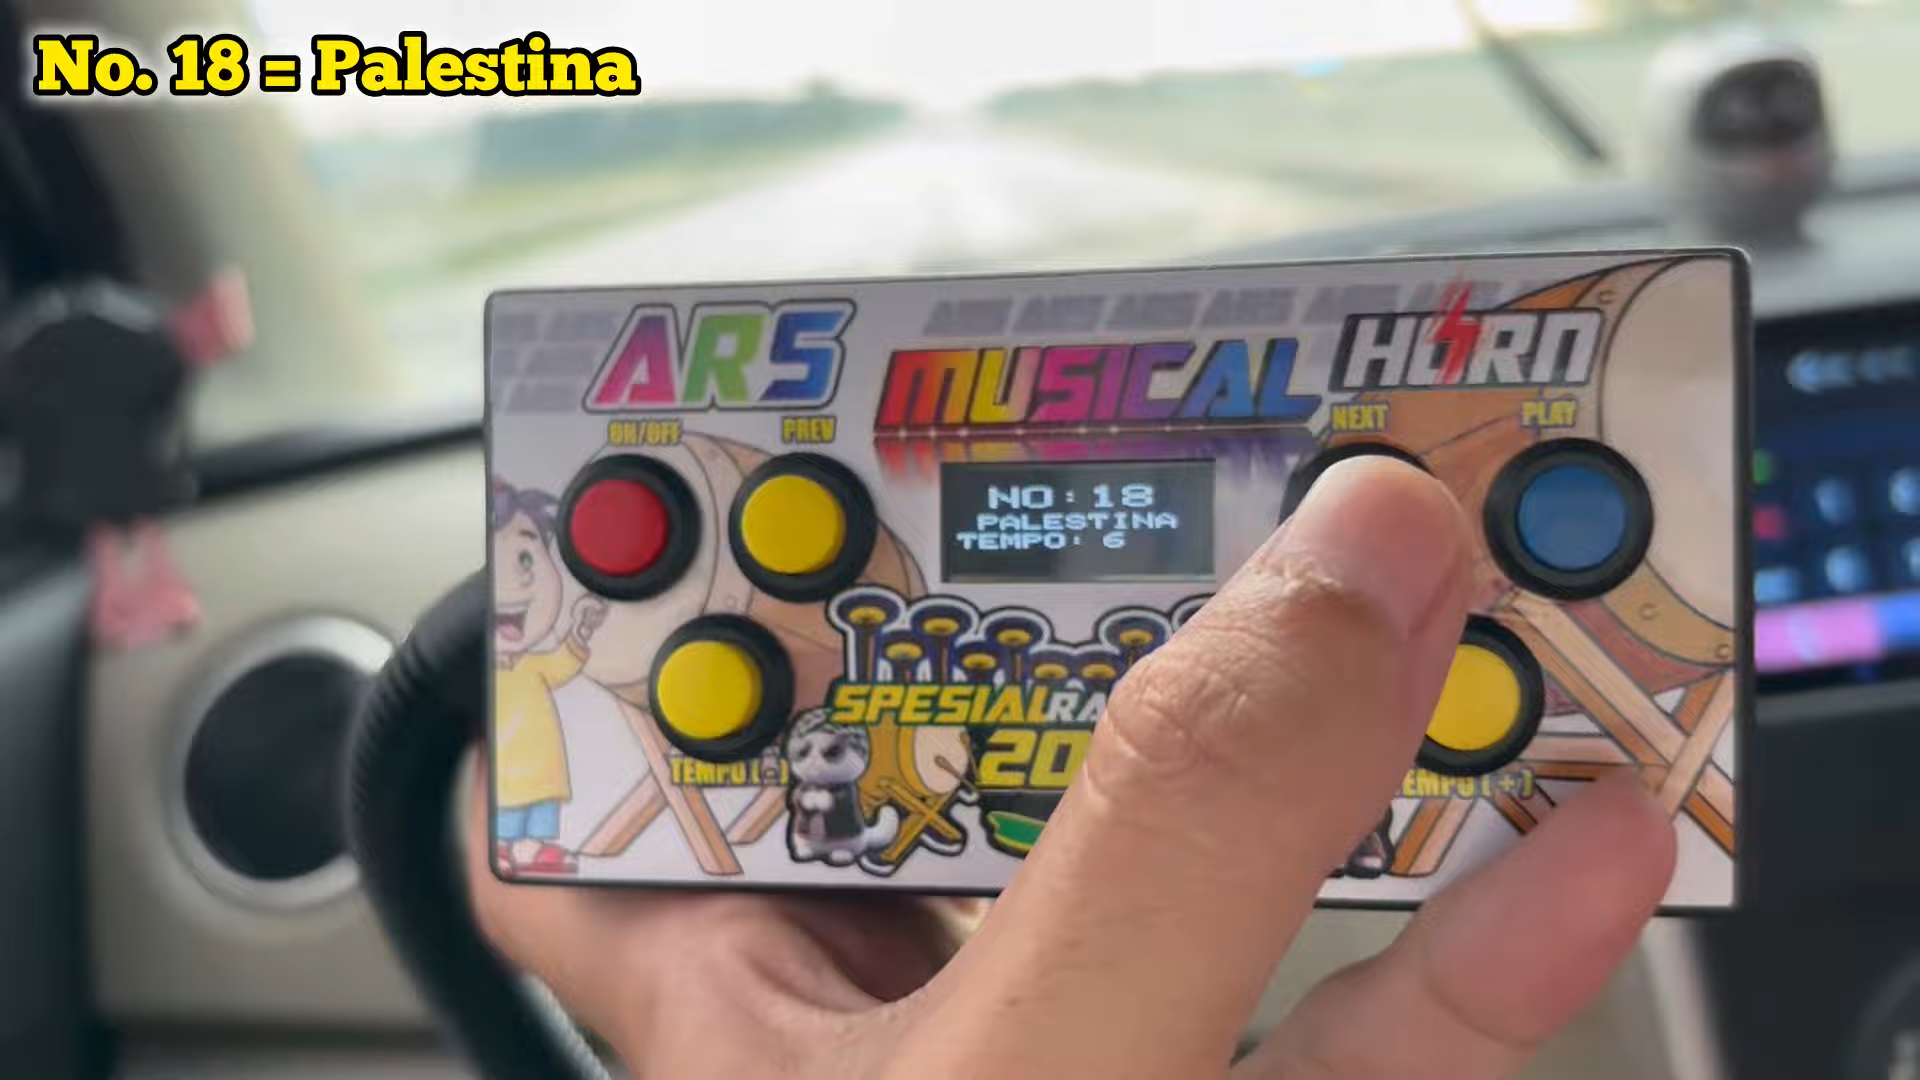 No. 18 = Palestina
ARS
MUSICAL
HORN
ON/OFF
PREV
NEXT
PLAY
NO: 18
PALESTINA
TEMPO: 6
SPESIAL
TEMPO (-)